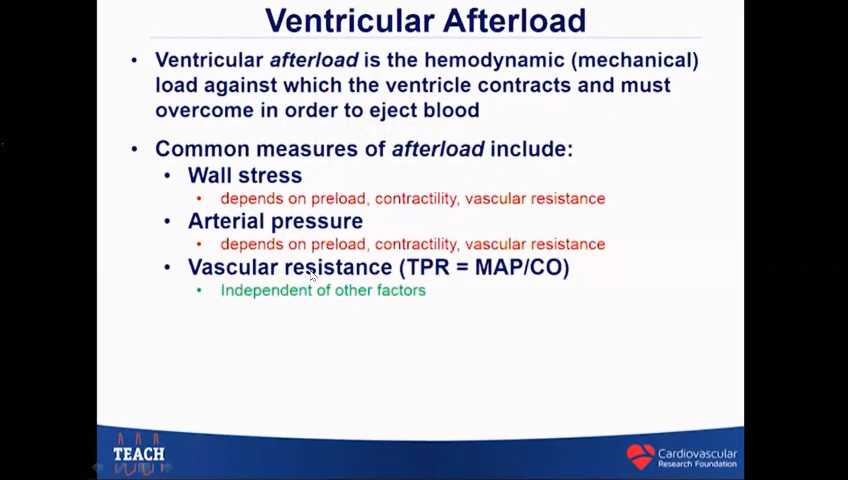 Ventricular Afterload
• Ventricular afterload is the hemodynamic (mechanical)
load against which the ventricle contracts and must
overcome in order to eject blood
• Common measures of afterload include:
• Wall stress
• depends on preload, contractility, vascular resistance
• Arterial pressure
• depends on preload, contractility, vascular resistance
• Vascular resistance (TPR = MAP/CO)
• Independent of other factors
TEACH
Cardiovascular
Research Foundation